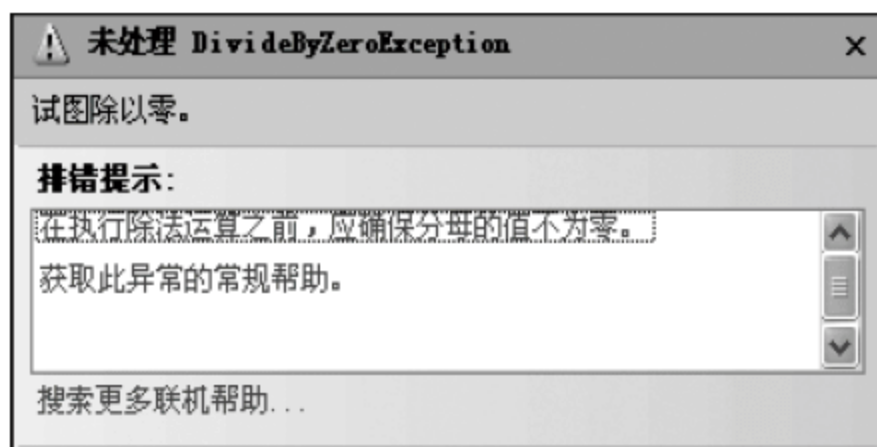 未处理 DivideByZeroException
试图除以零。
排错提示:
在执行除法运算之前，应确保分母的值不为零。
获取此异常的常规帮助。
搜索更多联机帮助...